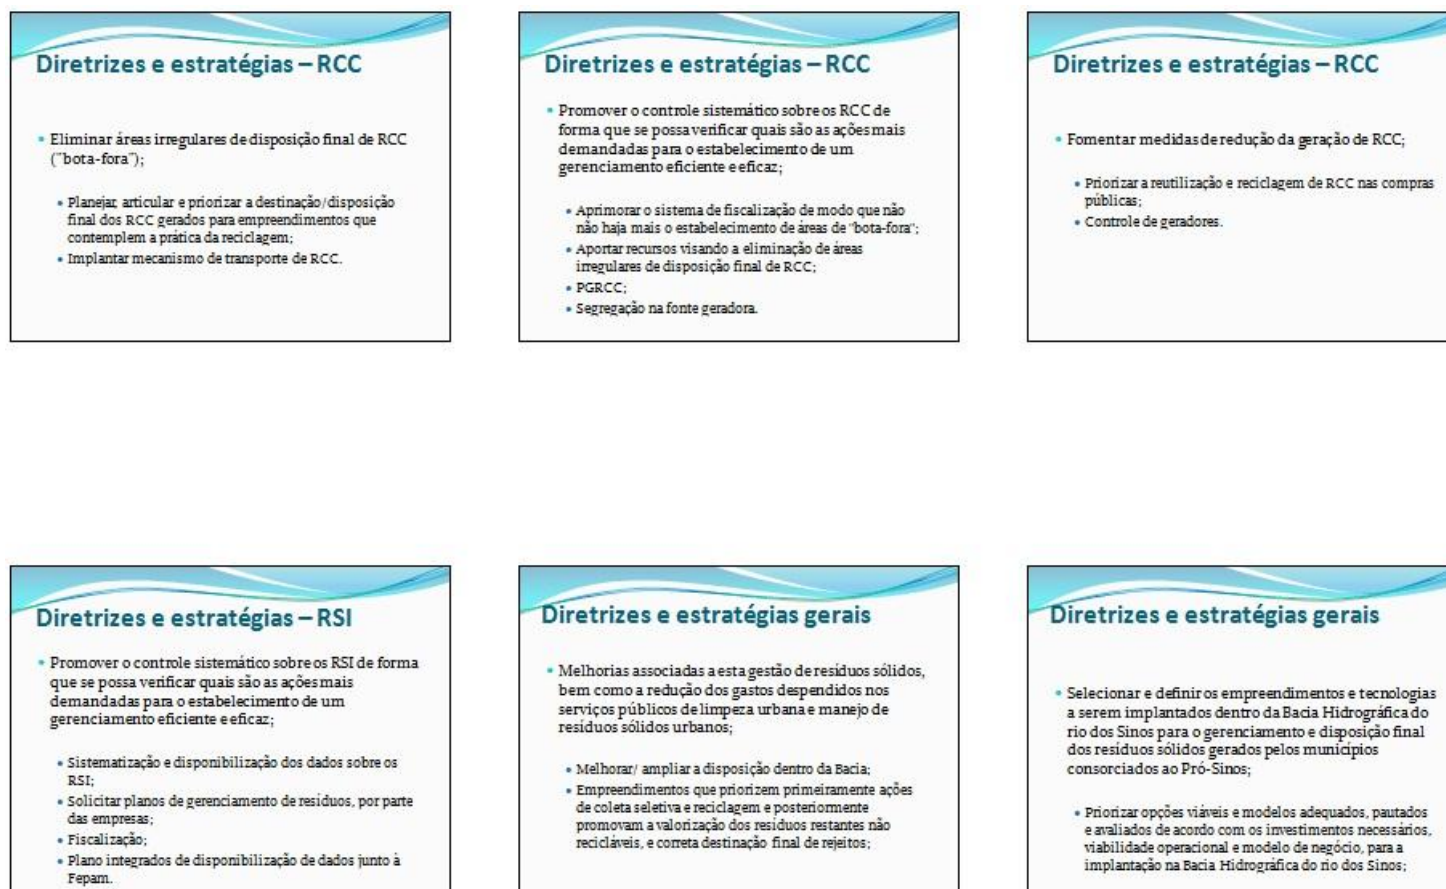 Diretrizes e estratégias – RCC
• Eliminar áreas irregulares de disposição final de RCC
("bota-fora");
• Planejar, articular e priorizar a destinação/disposição
final dos RCC gerados para empreendimentos que
contemplem a prática da reciclagem;
• Implantar mecanismo de transporte de RCC.
Diretrizes e estratégias – RCC
• Promover o controle sistemático sobre os RCC de
forma que se possa verificar quais são as ações mais
demandadas para o estabelecimento de um
gerenciamento eficiente e eficaz;
• Aprimorar o sistema de fiscalização de modo que não
não haja mais o estabelecimento de áreas de "bota-fora";
• Aportar recursos visando a eliminação de áreas
irregulares de disposição final de RCC;
• PGRCC;
• Segregação na fonte geradora.
Diretrizes e estratégias – RCC
• Fomentar medidas de redução da geração de RCC;
• Priorizar a reutilização e reciclagem de RCC nas compras
públicas;
• Controle de geradores.
Diretrizes e estratégias – RSI
• Promover o controle sistemático sobre os RSI de forma
que se possa verificar quais são as ações mais
demandadas para o estabelecimento de um
gerenciamento eficiente e eficaz;
• Sistematização e disponibilização dos dados sobre os
RSI;
• Solicitar planos de gerenciamento de resíduos, por parte
das empresas;
• Fiscalização;
• Plano integrados de disponibilização de dados junto à
Fepam.
Diretrizes e estratégias gerais
• Melhorias associadas a esta gestão de resíduos sólidos,
bem como a redução dos gastos despendidos nos
serviços públicos de limpeza urbana e manejo de
resíduos sólidos urbanos;
• Melhorar/ ampliar a disposição dentro da Bacia;
• Empreendimentos que priorizem primeiramente ações
de coleta seletiva e reciclagem e posteriormente
promovam a valorização dos resíduos restantes não
recicláveis, e correta destinação final de rejeitos;
Diretrizes e estratégias gerais
• Selecionar e definir os empreendimentos e tecnologias
a serem implantados dentro da Bacia Hidrográfica do
rio dos Sinos para o gerenciamento e disposição final
dos resíduos sólidos gerados pelos municípios
consorciados ao Pró-Sinos;
• Priorizar opções viáveis e modelos adequados, pautados
e avaliados de acordo com os investimentos necessários,
viabilidade operacional e modelo de negócio, para a
implantação na Bacia Hidrográfica do rio dos Sinos;